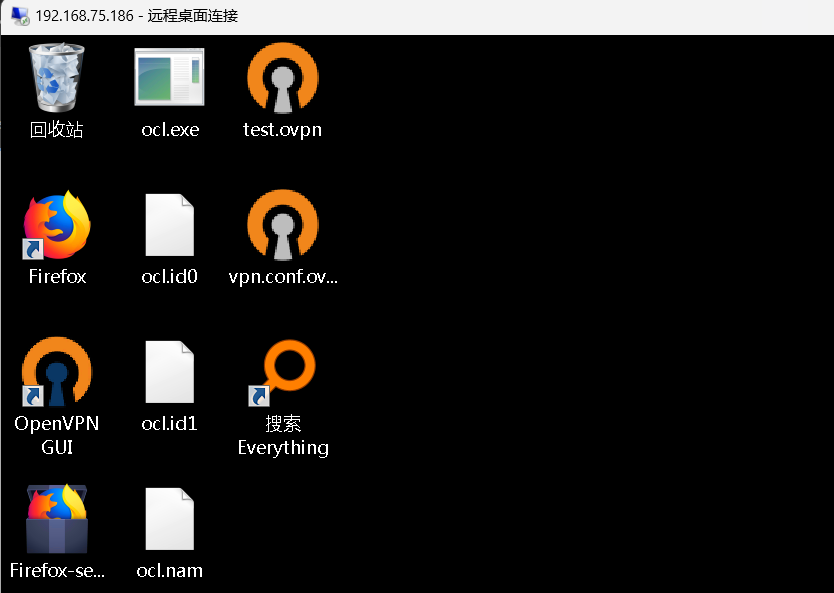 192.168.75.186 - 远程桌面连接
回收站
ocl.exe
test.ovpn
Firefox
ocl.id0
vpn.conf.ov...
OpenVPN
GUI
ocl.id1
搜索
Everything
Firefox-se...
ocl.nam